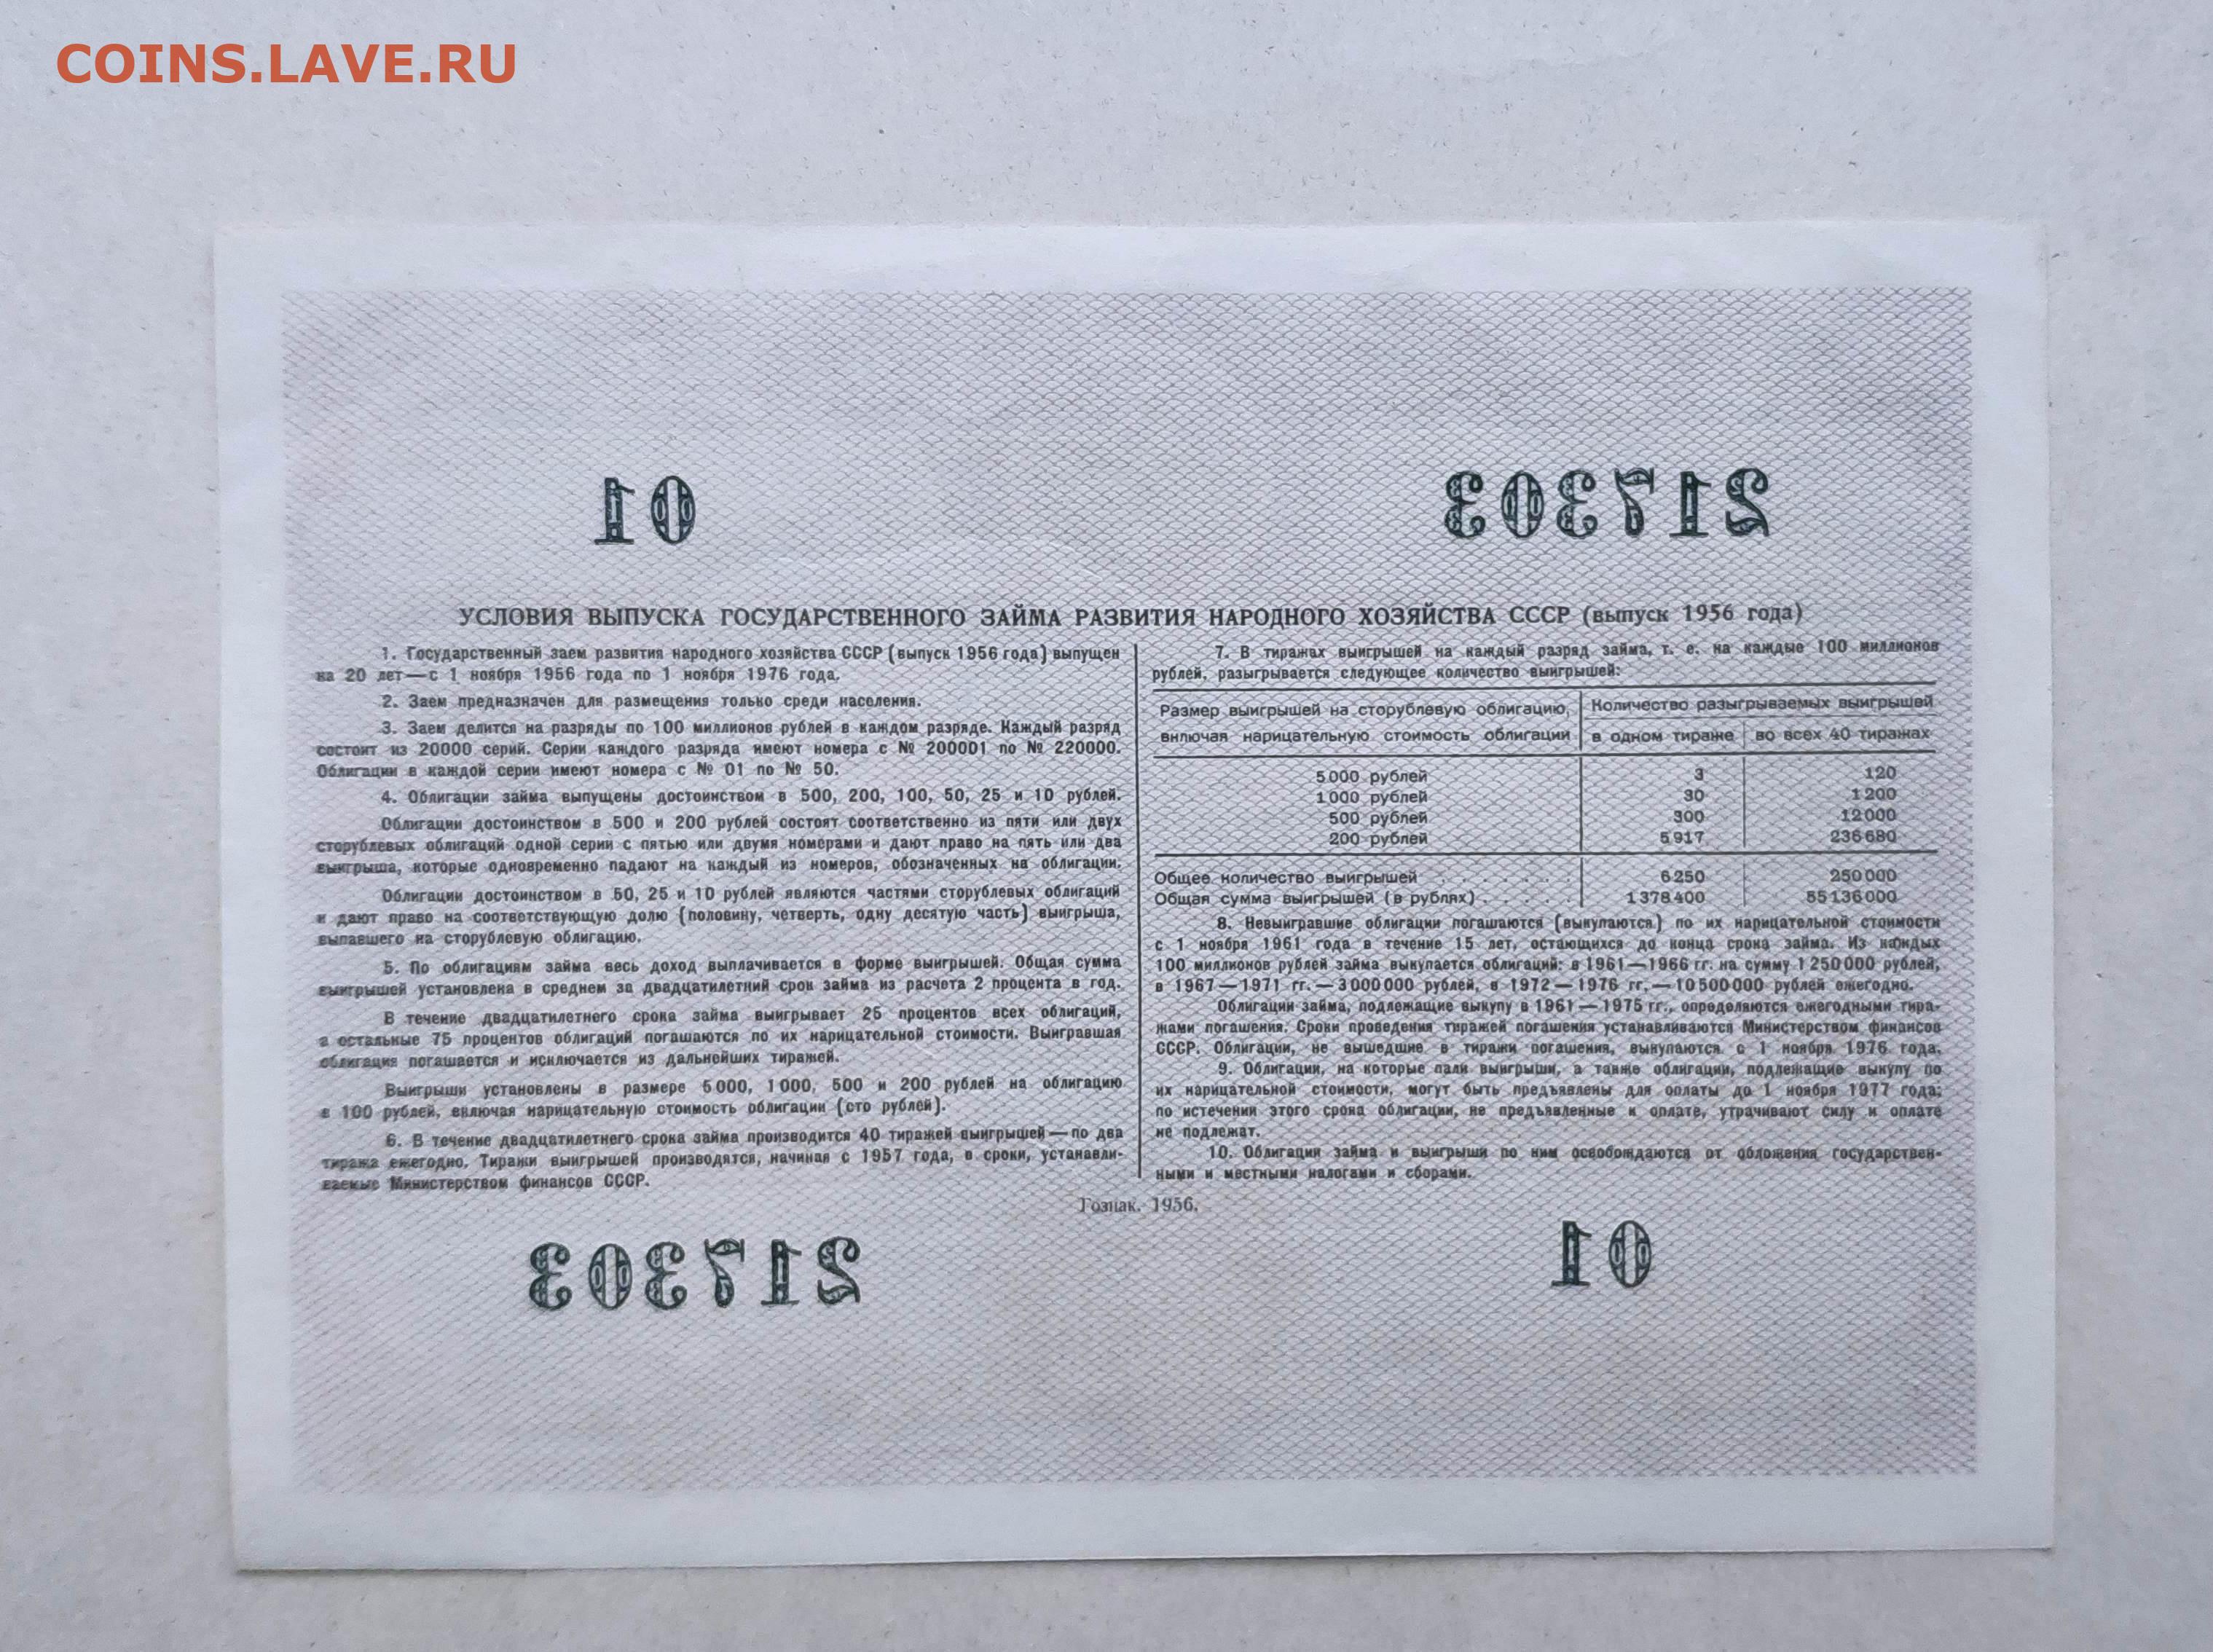 COINS.LAVE.RU
01 217303
УСЛОВИЯ ВЫПУСКА ГОСУДАРСТВЕННОГО ЗАЙМА РАЗВИТИЯ НАРОДНОГО ХОЗЯЙСТВА СССР (выпуск 1956 года)
1. Государственный заем развития народного хозяйства СССР (выпуск 1956 года) выпущен
на 20 лет — с 1 ноября 1956 года по 1 ноября 1976 года.
2. Заем предназначен для размещения только среди населения.
3. Заем делится на разряды по 100 миллионов рублей в каждом разряде. Каждый разряд
состоит из 20000 серий. Серии каждого разряда имеют номера с № 200001 по № 220000.
Облигации в каждой серии имеют номера с № 01 по № 50.
4. Облигации займа выпущены достоинством в 500, 200, 100, 50, 25 и 10 рублей.
Облигации достоинством в 500 и 200 рублей состоят соответственно из пяти или двух
сторублевых облигаций одной серии с пятью или двумя номерами и дают право на пять или два
выигрыша, которые одновременно падают на каждый из номеров, обозначенных на облигации.
Облигации достоинством в 50, 25 и 10 рублей являются частями сторублевых облигаций
и дают право на соответствующую долю (половину, четверть, одну десятую часть) выигрыша,
выпавшего на сторублевую облигацию.
5. По облигациям займа весь доход выплачивается в форме выигрышей. Общая сумма
выигрышей установлена в среднем за двадцатилетний срок займа из расчета 2 процента в год.
В течение двадцатилетнего срока займа выигрывает 25 процентов всех облигаций,
а остальные 75 процентов облигаций погашаются по их нарицательной стоимости. Выигравшая
облигация погашается и исключается из дальнейших тиражей.
Выигрыши установлены в размере 5000, 1000, 500 и 200 рублей на облигацию
в 100 рублей, включая нарицательную стоимость облигации (сто рублей).
6. В течение двадцатилетнего срока займа производится 40 тиражей выигрышей — по два
тиража ежегодно. Тиражи выигрышей производятся, начиная с 1957 года, в сроки, устанавли-
ваемые Министерством финансов СССР.
7. В тиражах выигрышей на каждый разряд займа, т. е. на каждые 100 миллионов
рублей, разыгрывается следующее количество выигрышей:
Размер выигрышей на сторублевую облигацию, Количество разыгрываемых выигрышей
включая нарицательную стоимость облигации в одном тираже во всех 40 тиражах
5000 рублей 3 120
1000 рублей 30 1200
500 рублей 300 12000
200 рублей 5917 236680
Общее количество выигрышей . . . . . . . 6250 250000
Общая сумма выигрышей (в рублях) . . . . . 1378400 55136000
8. Невыигравшие облигации погашаются (выкупаются) по их нарицательной стоимости
с 1 ноября 1961 года в течение 15 лет, остающихся до конца срока займа. Из каждых
100 миллионов рублей займа выкупается облигаций: в 1961—1966 гг. на сумму 1250000 рублей,
в 1967—1971 гг. — 3000000 рублей, в 1972—1976 гг. — 10500000 рублей ежегодно.
Облигации займа, подлежащие выкупу в 1961—1975 гг., определяются ежегодными тира-
жами погашения. Сроки проведения тиражей погашения устанавливаются Министерством финансов
СССР. Облигации, не вышедшие в тиражи погашения, выкупаются с 1 ноября 1976 года.
9. Облигации, на которые пали выигрыши, а также облигации, подлежащие выкупу по
их нарицательной стоимости, могут быть предъявлены для оплаты до 1 ноября 1977 года;
по истечении этого срока облигации, не предъявленные к оплате, утрачивают силу и оплате
не подлежат.
10. Облигации займа и выигрыши по ним освобождаются от обложения государствен-
ными и местными налогами и сборами.
Гознак. 1956.
217303 01